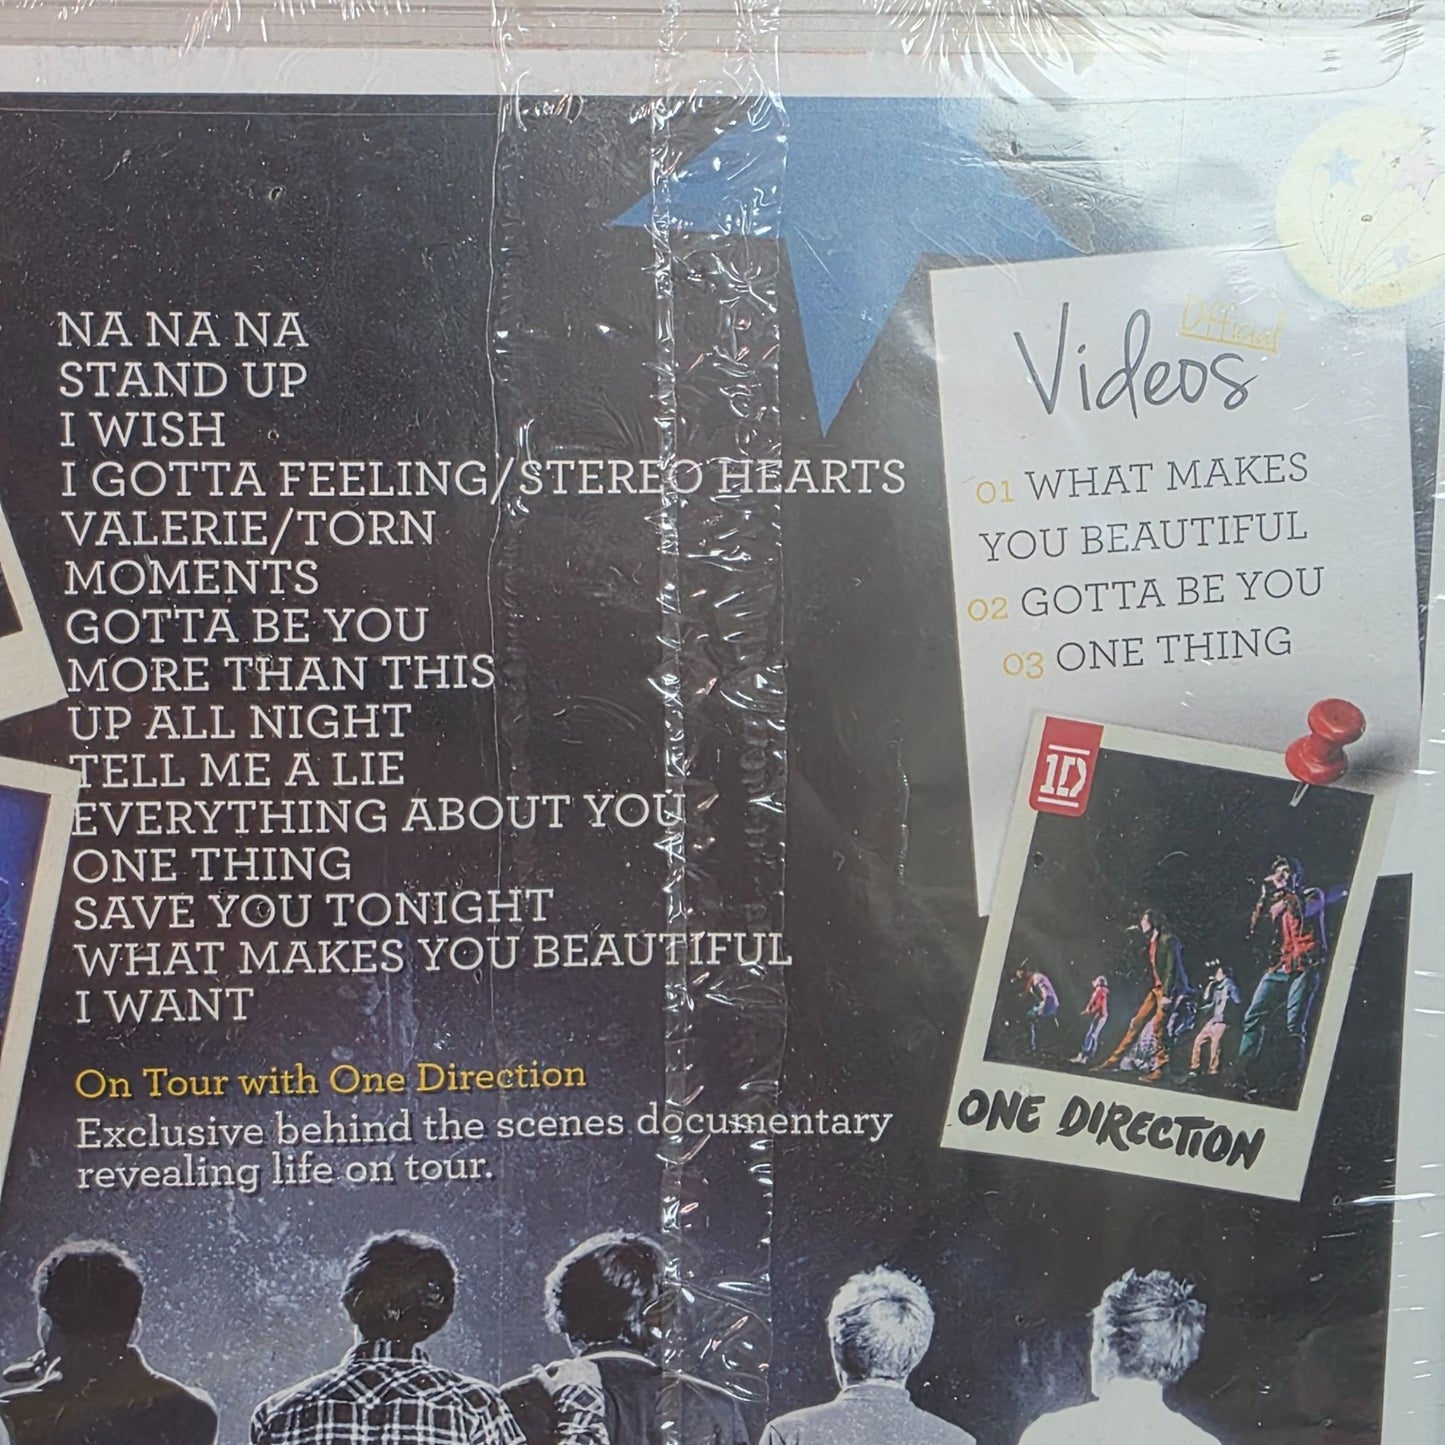 NA NA NA
STAND UP
I WISH
I GOTTA FEELING/STEREO HEARTS
VALERIE/TORN
MOMENTS
GOTTA BE YOU
MORE THAN THIS
UP ALL NIGHT
TELL ME A LIE
EVERYTHING ABOUT YOU
ONE THING
SAVE YOU TONIGHT
WHAT MAKES YOU BEAUTIFUL
I WANT
On Tour with One Direction
Exclusive behind the scenes documentary
revealing life on tour.
Official
Videos
01 WHAT MAKES
YOU BEAUTIFUL
02 GOTTA BE YOU
03 ONE THING
1D
ONE DIRECTION